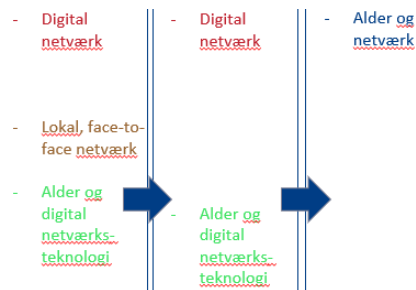 - Digital
netværk
- Lokal, face-to-
face netværk
- Alder og
digital
netværks-
teknologi
- Digital
netværk
- Alder og
digital
netværks-
teknologi
- Alder og
netværk